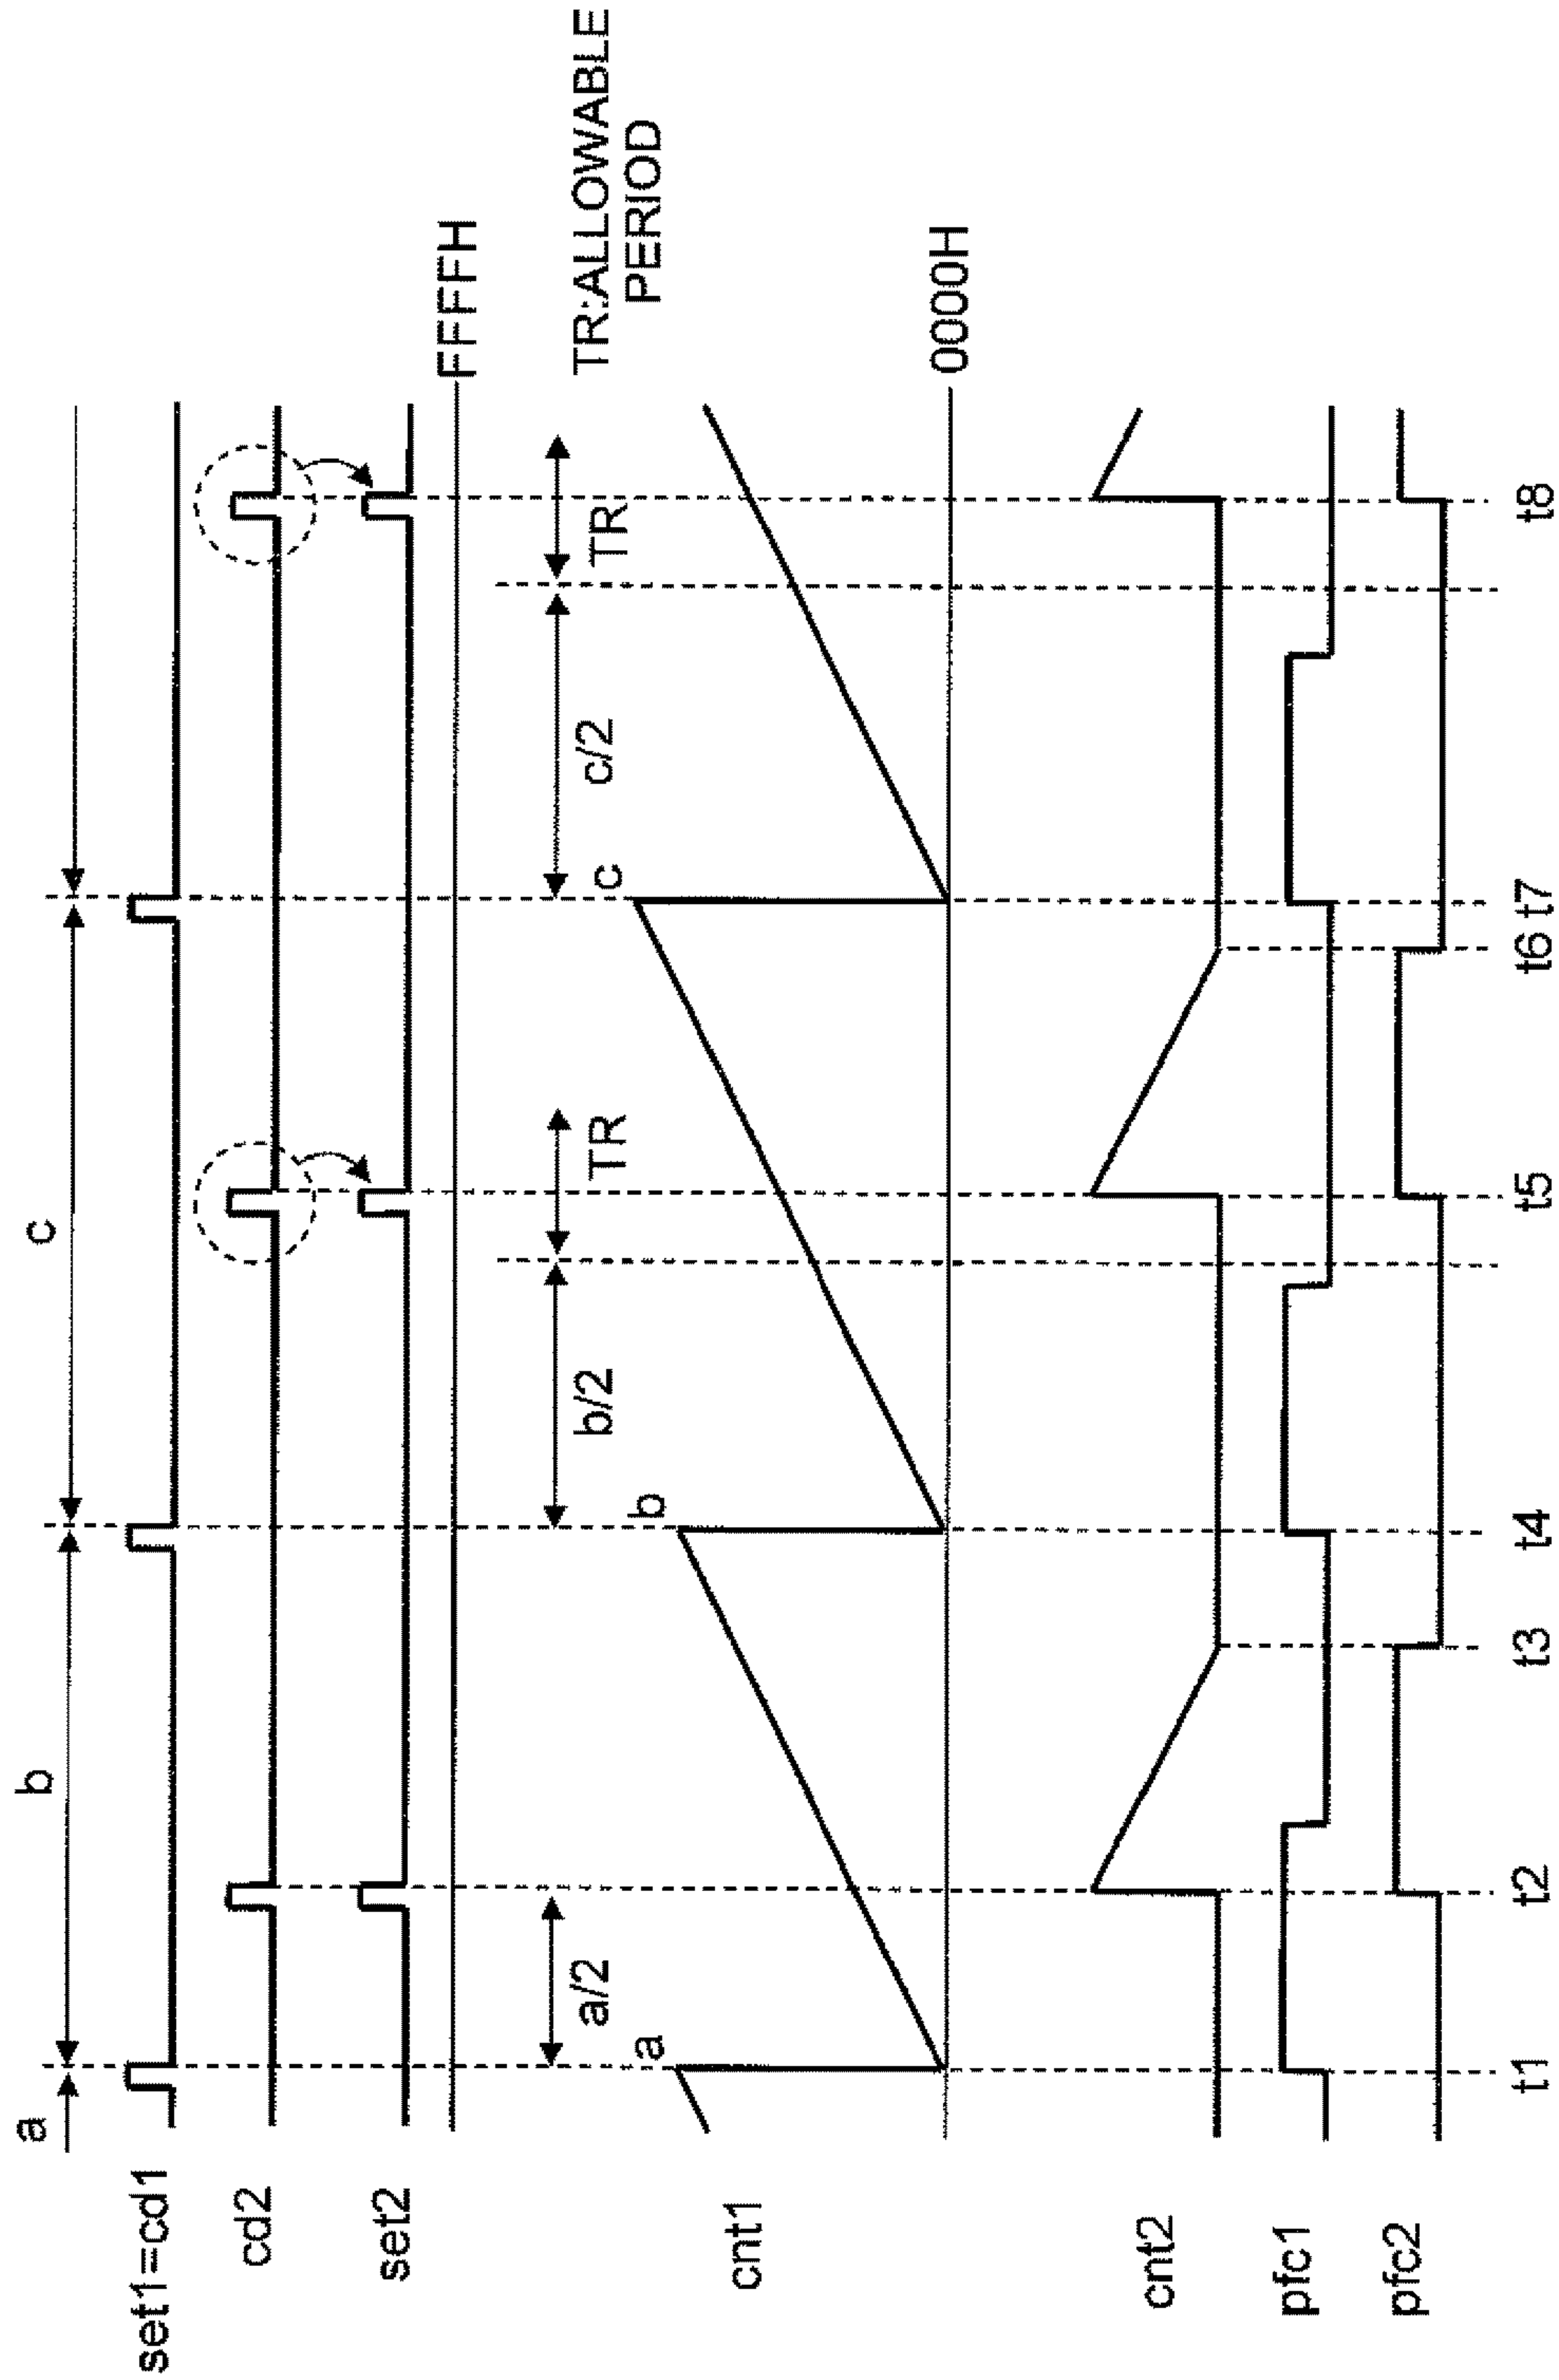 a
b
c
set1=cd1
cd2
set2
FFFFH
a/2
b/2
TR
c/2
TR
TR:ALLOWABLE
PERIOD
a
b
c
cnt1
0000H
cnt2
pfc1
pfc2
t1
t2
t3
t4
t5
t6
t7
t8